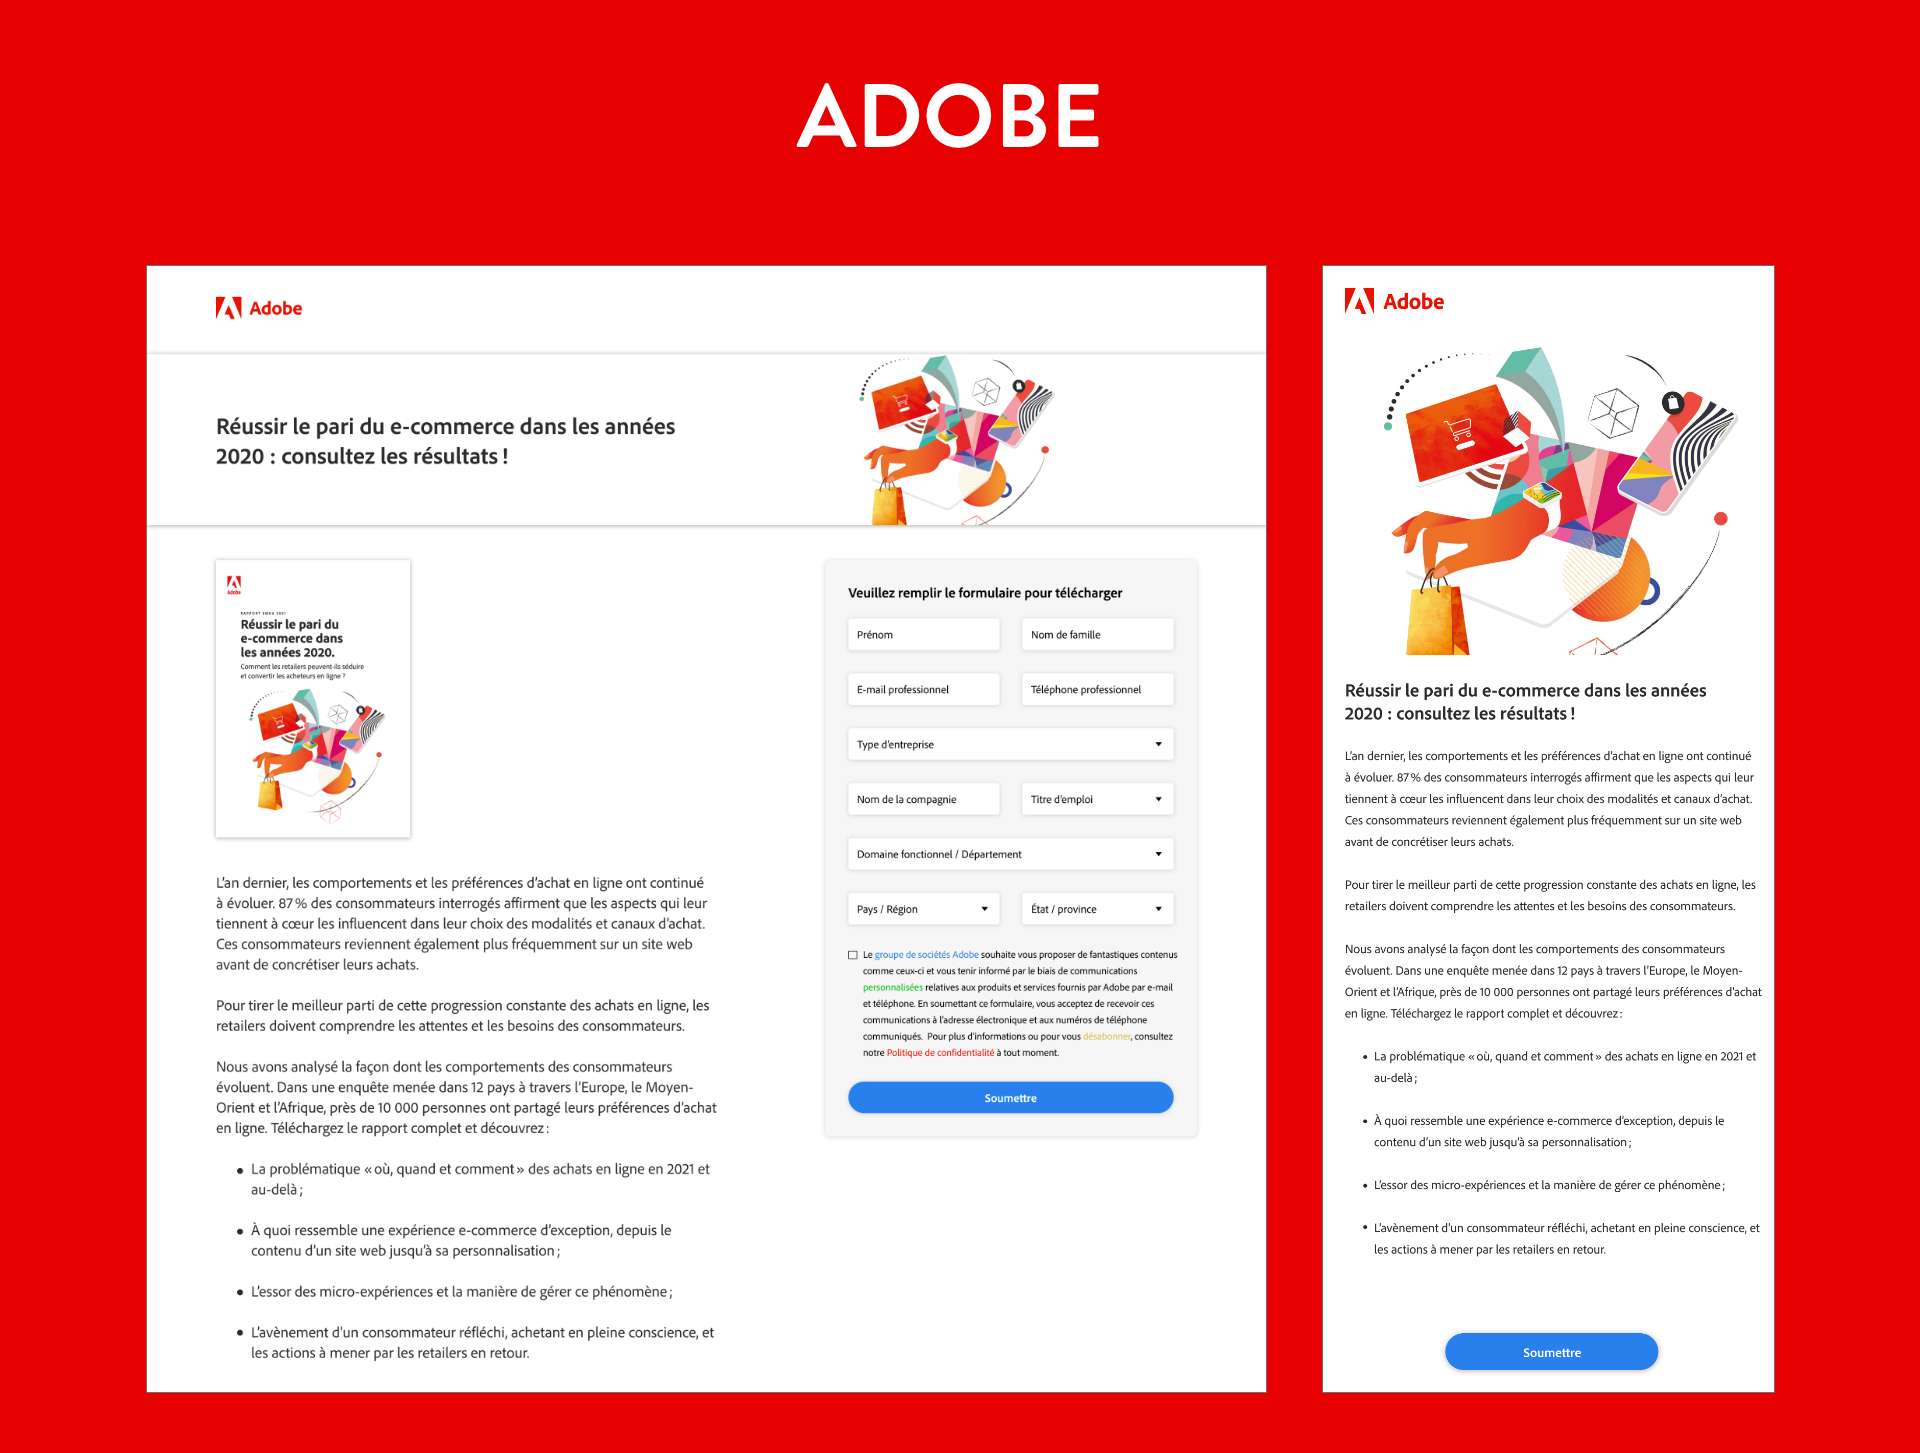 ADOBE
Adobe
Réussir le pari du e-commerce dans les années
2020 : consultez les résultats !
Adobe
RAPPORT EMEA 2021
Réussir le pari du
e-commerce dans
les années 2020.
Comment les retailers peuvent-ils séduire
et convertir les acheteurs en ligne ?
L'an dernier, les comportements et les préférences d'achat en ligne ont continué
à évoluer. 87 % des consommateurs interrogés affirment que les aspects qui leur
tiennent à cœur les influencent dans leur choix des modalités et canaux d'achat.
Ces consommateurs reviennent également plus fréquemment sur un site web
avant de concrétiser leurs achats.
Pour tirer le meilleur parti de cette progression constante des achats en ligne, les
retailers doivent comprendre les attentes et les besoins des consommateurs.
Nous avons analysé la façon dont les comportements des consommateurs
évoluent. Dans une enquête menée dans 12 pays à travers l'Europe, le Moyen-
Orient et l'Afrique, près de 10 000 personnes ont partagé leurs préférences d'achat
en ligne. Téléchargez le rapport complet et découvrez :
• La problématique « où, quand et comment » des achats en ligne en 2021 et
au-delà ;
• À quoi ressemble une expérience e-commerce d'exception, depuis le
contenu d'un site web jusqu'à sa personnalisation ;
• L'essor des micro-expériences et la manière de gérer ce phénomène ;
• L'avènement d'un consommateur réfléchi, achetant en pleine conscience, et
les actions à mener par les retailers en retour.
Veuillez remplir le formulaire pour télécharger
Prénom
Nom de famille
E-mail professionnel
Téléphone professionnel
Type d'entreprise
Nom de la compagnie
Titre d'emploi
Domaine fonctionnel / Département
Pays / Région
État / province
Le groupe de sociétés Adobe souhaite vous proposer de fantastiques contenus
comme ceux-ci et vous tenir informé par le biais de communications
personnalisées relatives aux produits et services fournis par Adobe par e-mail
et téléphone. En soumettant ce formulaire, vous acceptez de recevoir ces
communications à l'adresse électronique et aux numéros de téléphone
communiqués. Pour plus d'informations ou pour vous désabonner, consultez
notre Politique de confidentialité à tout moment.
Soumettre
Adobe
Réussir le pari du e-commerce dans les années
2020 : consultez les résultats !
L'an dernier, les comportements et les préférences d'achat en ligne ont continué
à évoluer. 87 % des consommateurs interrogés affirment que les aspects qui leur
tiennent à cœur les influencent dans leur choix des modalités et canaux d'achat.
Ces consommateurs reviennent également plus fréquemment sur un site web
avant de concrétiser leurs achats.
Pour tirer le meilleur parti de cette progression constante des achats en ligne, les
retailers doivent comprendre les attentes et les besoins des consommateurs.
Nous avons analysé la façon dont les comportements des consommateurs
évoluent. Dans une enquête menée dans 12 pays à travers l'Europe, le Moyen-
Orient et l'Afrique, près de 10 000 personnes ont partagé leurs préférences d'achat
en ligne. Téléchargez le rapport complet et découvrez :
• La problématique « où, quand et comment » des achats en ligne en 2021 et
au-delà ;
• À quoi ressemble une expérience e-commerce d'exception, depuis le
contenu d'un site web jusqu'à sa personnalisation ;
• L'essor des micro-expériences et la manière de gérer ce phénomène ;
• L'avènement d'un consommateur réfléchi, achetant en pleine conscience, et
les actions à mener par les retailers en retour.
Soumettre